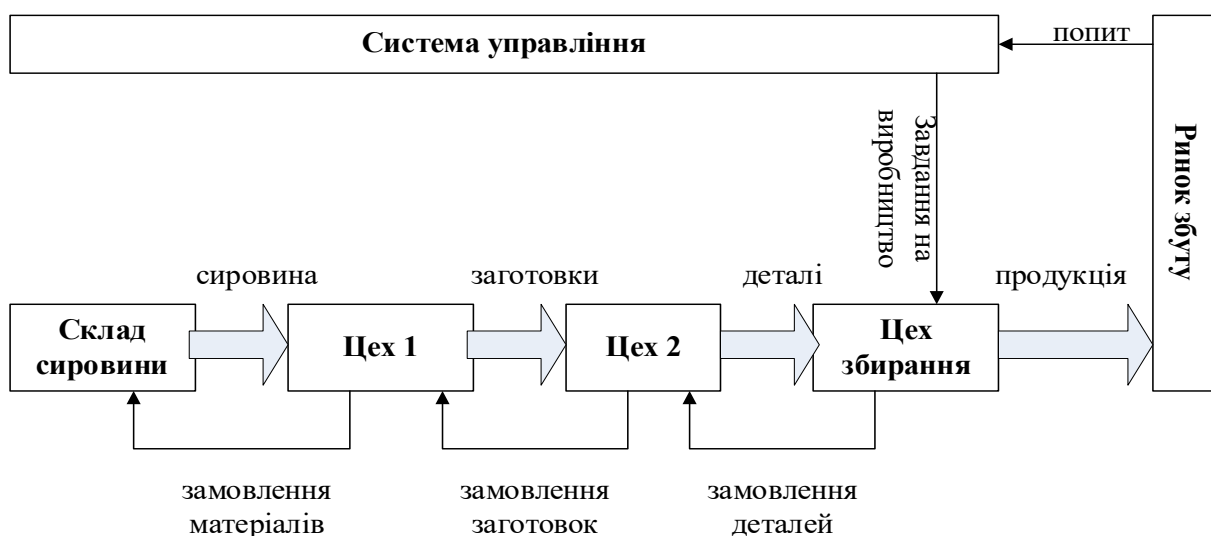 Система управління
попит
Завдання на
виробництво
Ринок збуту
сировина
заготовки
деталі
продукція
Склад
сировини
Цех 1
Цех 2
Цех
збирання
замовлення
матеріалів
замовлення
заготовок
замовлення
деталей